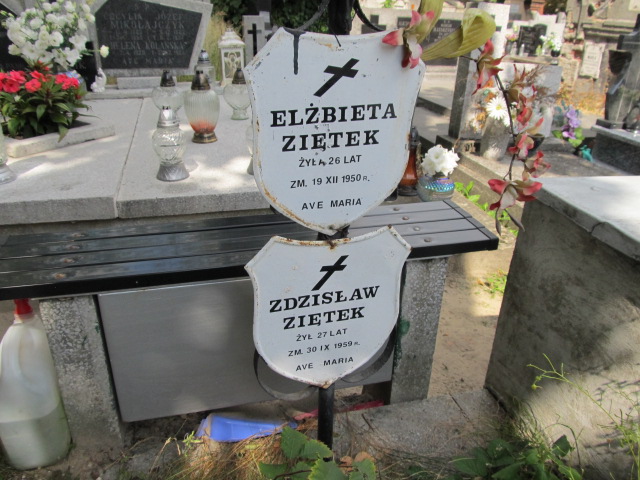 ELŻBIETA
ZIĘTEK
ŻYŁA 26 LAT
ZM. 19 XII 1950 R.
AVE MARIA
ZDZISŁAW
ZIĘTEK
ŻYŁ 27 LAT
ZM. 30 IX 1959 R.
AVE MARIA